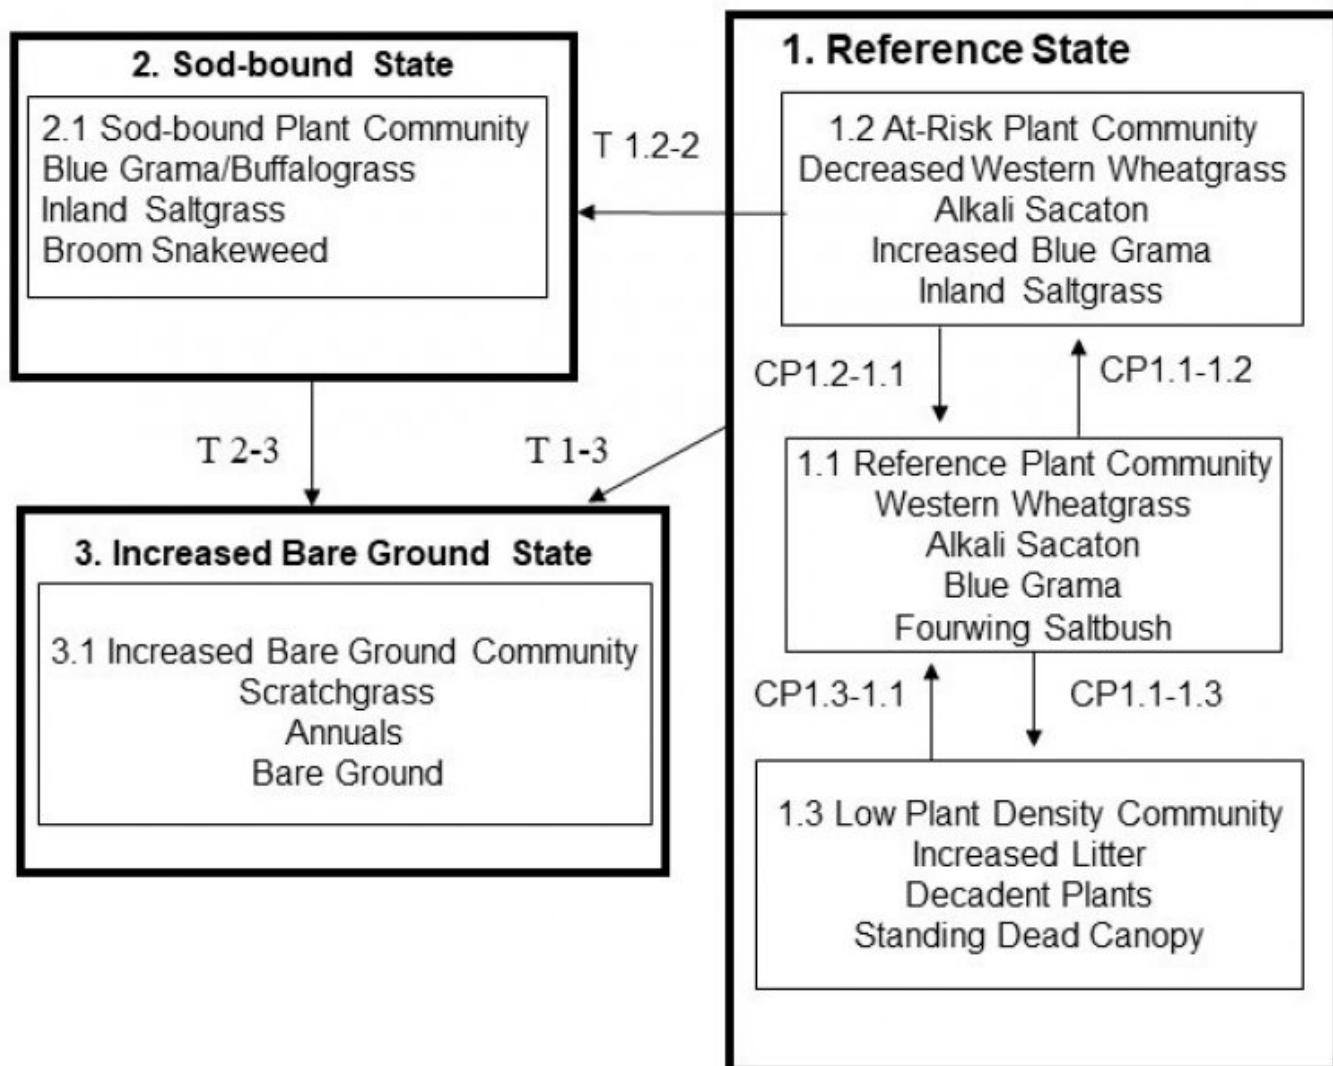 2. Sod-bound State
2.1 Sod-bound Plant Community
Blue Grama/Buffalograss
Inland Saltgrass
Broom Snakeweed
T 1.2-2
1. Reference State
1.2 At-Risk Plant Community
Decreased Western Wheatgrass
Alkali Sacaton
Increased Blue Grama
Inland Saltgrass
CP1.2-1.1
CP1.1-1.2
T 2-3
T 1-3
1.1 Reference Plant Community
Western Wheatgrass
Alkali Sacaton
Blue Grama
Fourwing Saltbush
3. Increased Bare Ground State
3.1 Increased Bare Ground Community
Scratchgrass
Annuals
Bare Ground
CP1.3-1.1
CP1.1-1.3
1.3 Low Plant Density Community
Increased Litter
Decadent Plants
Standing Dead Canopy